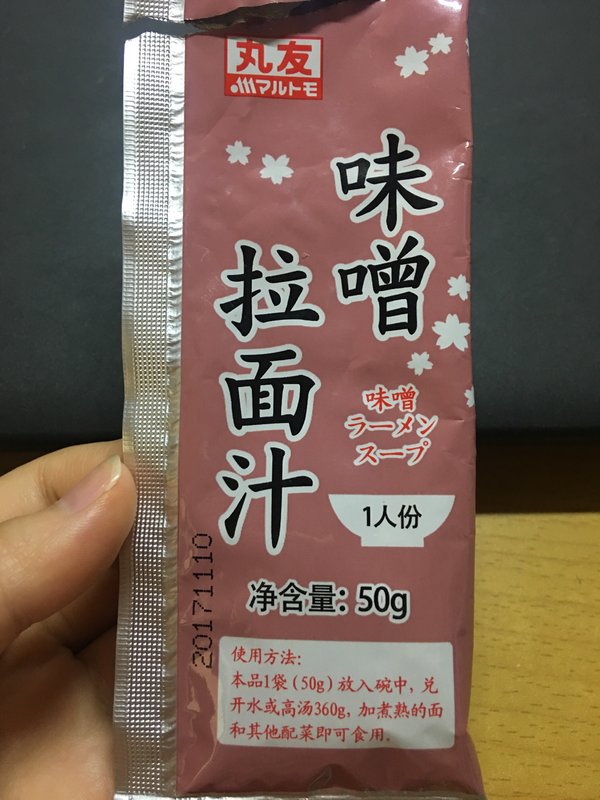 丸友
マルトモ
味噌
拉面汁
味噌
ラーメン
スープ
1人份
净含量：50g
20171110
使用方法：
本品1袋（50g）放入碗中，兑
开水或高汤360g，加煮熟的面
和其他配菜即可食用．